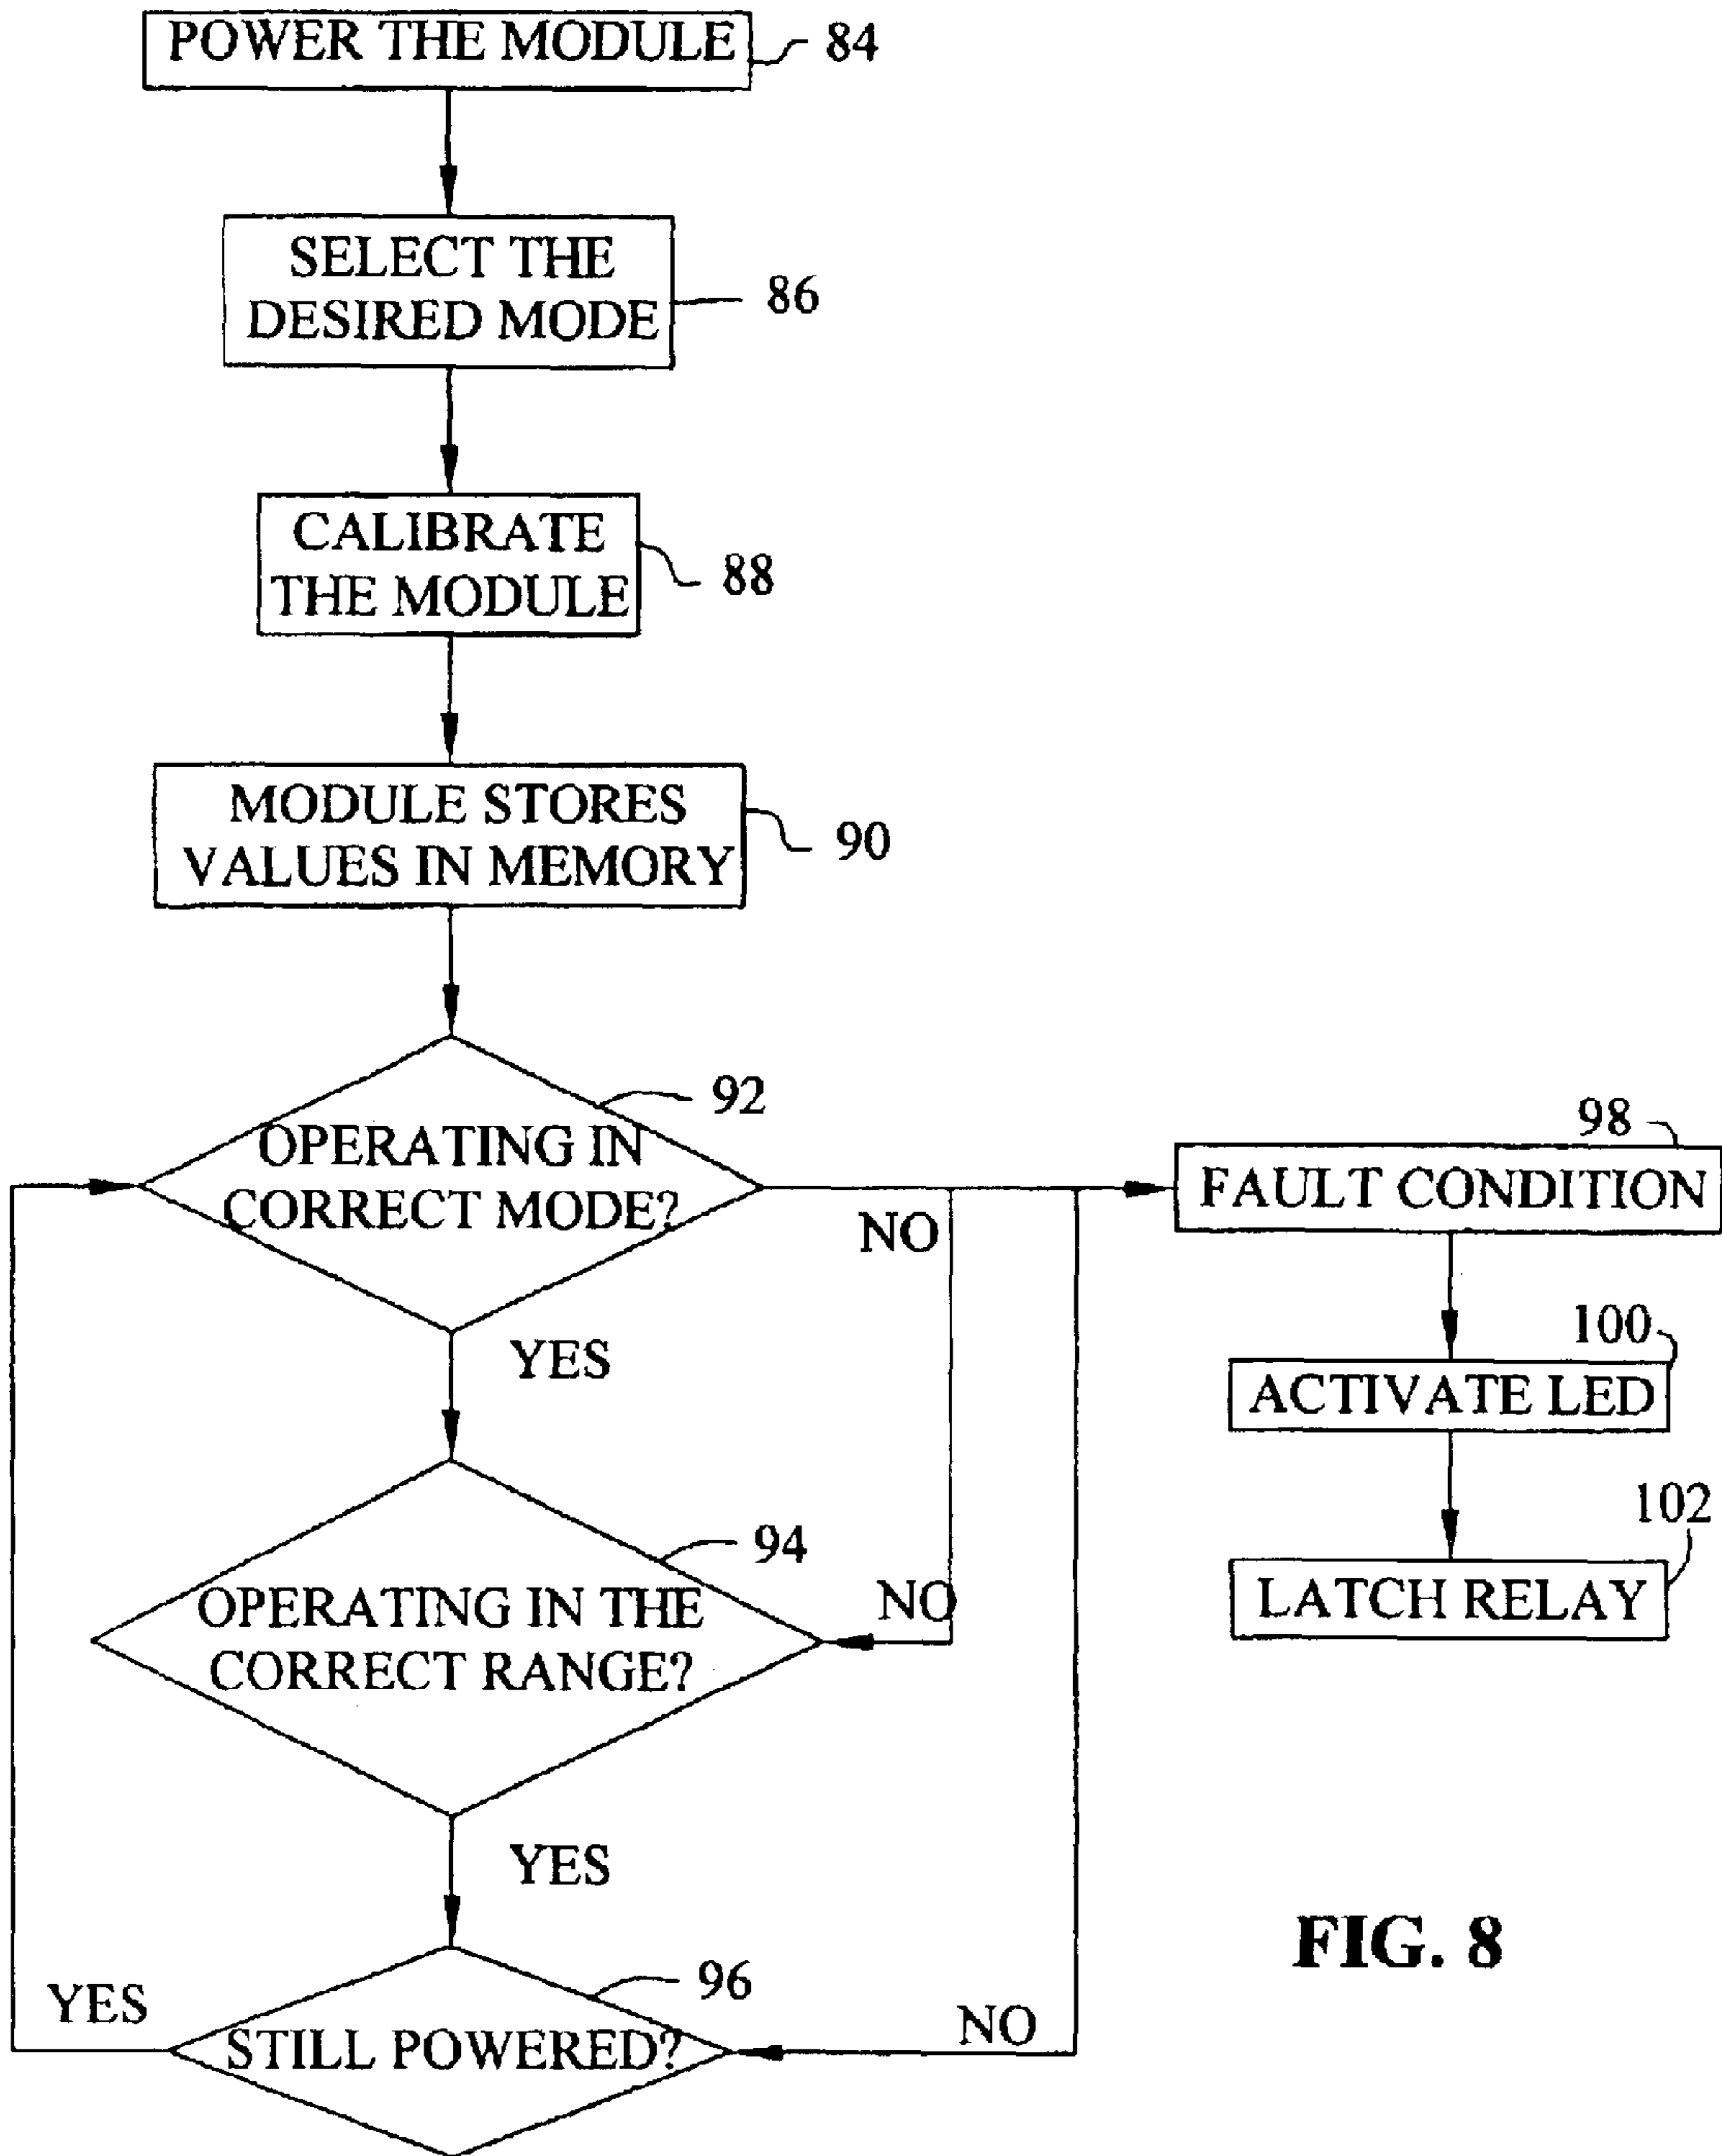 POWER THE MODULE
84
SELECT THE
DESIRED MODE
86
CALIBRATE
THE MODULE
88
MODULE STORES
VALUES IN MEMORY
90
OPERATING IN
CORRECT MODE?
92
NO
YES
98
FAULT CONDITION
100
ACTIVATE LED
102
LATCH RELAY
94
OPERATING IN THE
CORRECT RANGE?
NO
YES
96
STILL POWERED?
YES
NO
FIG. 8